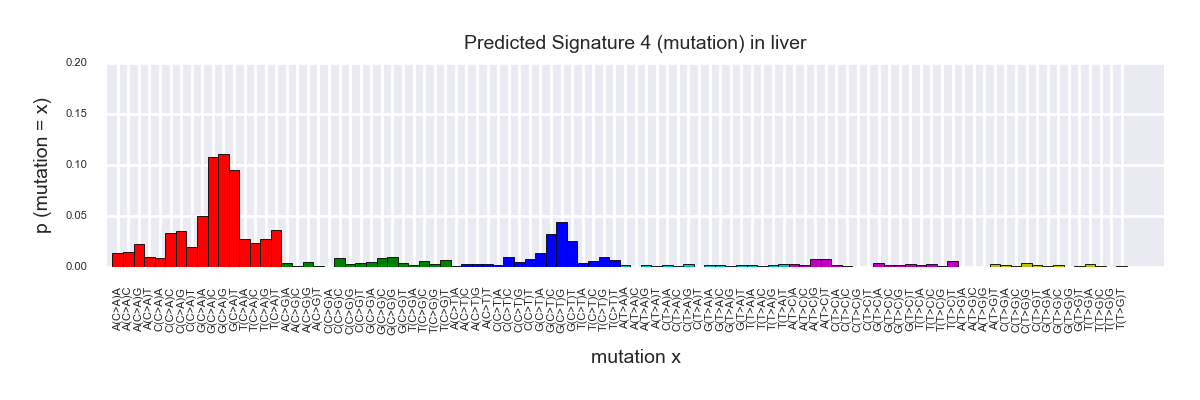 Predicted Signature 4 (mutation) in liver
p (mutation = x)
0.20
0.15
0.10
0.05
0.00
A(C>A)A
A(C>A)C
A(C>A)G
A(C>A)T
C(C>A)A
C(C>A)C
C(C>A)G
C(C>A)T
G(C>A)A
G(C>A)C
G(C>A)G
G(C>A)T
T(C>A)A
T(C>A)C
T(C>A)G
T(C>A)T
A(C>G)A
A(C>G)C
A(C>G)G
A(C>G)T
C(C>G)A
C(C>G)C
C(C>G)G
C(C>G)T
G(C>G)A
G(C>G)C
G(C>G)G
G(C>G)T
T(C>G)A
T(C>G)C
T(C>G)G
T(C>G)T
A(C>T)A
A(C>T)C
A(C>T)G
A(C>T)T
C(C>T)A
C(C>T)C
C(C>T)G
C(C>T)T
G(C>T)A
G(C>T)C
G(C>T)G
G(C>T)T
T(C>T)A
T(C>T)C
T(C>T)G
T(C>T)T
A(T>A)A
A(T>A)C
A(T>A)G
A(T>A)T
C(T>A)A
C(T>A)C
C(T>A)G
C(T>A)T
G(T>A)A
G(T>A)C
G(T>A)G
G(T>A)T
T(T>A)A
T(T>A)C
T(T>A)G
T(T>A)T
A(T>C)A
A(T>C)C
A(T>C)G
A(T>C)T
C(T>C)A
C(T>C)C
C(T>C)G
C(T>C)T
G(T>C)A
G(T>C)C
G(T>C)G
G(T>C)T
T(T>C)A
T(T>C)C
T(T>C)G
T(T>C)T
A(T>G)A
A(T>G)C
A(T>G)G
A(T>G)T
C(T>G)A
C(T>G)C
C(T>G)G
C(T>G)T
G(T>G)A
G(T>G)C
G(T>G)G
G(T>G)T
T(T>G)A
T(T>G)C
T(T>G)G
T(T>G)T
mutation x